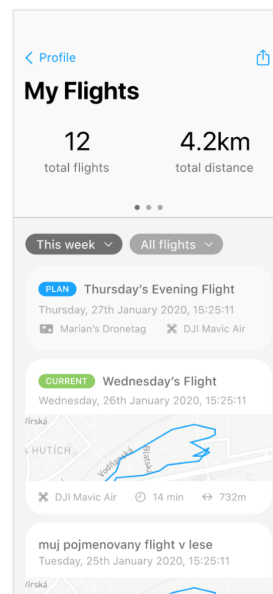 Profile
My Flights
12 4.2km
total flights total distance
This week All flights
PLAN Thursday's Evening Flight
Thursday, 27th January 2020, 15:25:11
Marian's Dronetag DJI Mavic Air
CURRENT Wednesday's Flight
Wednesday, 26th January 2020, 15:25:11
Vodňanská
Blatská
HUTÍCH
DJI Mavic Air 14 min 732m
muj pojmenovany flight v lese
Tuesday, 25th January 2020, 15:25:11